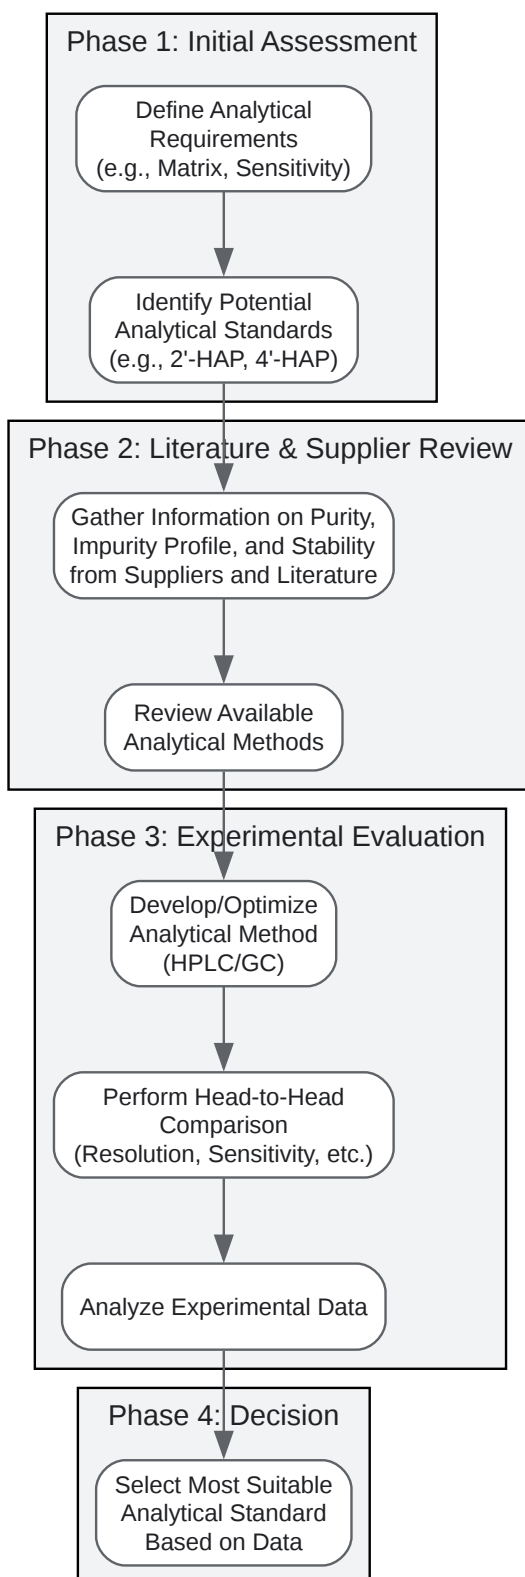 Phase 1: Initial Assessment
Define Analytical
Requirements
(e.g., Matrix, Sensitivity)
Identify Potential
Analytical Standards
(e.g., 2'-HAP, 4'-HAP)
Phase 2: Literature & Supplier Review
Gather Information on Purity,
Impurity Profile, and Stability
from Suppliers and Literature
Review Available
Analytical Methods
Phase 3: Experimental Evaluation
Develop/Optimize
Analytical Method
(HPLC/GC)
Perform Head-to-Head
Comparison
(Resolution, Sensitivity, etc.)
Analyze Experimental Data
Phase 4: Decision
Select Most Suitable
Analytical Standard
Based on Data